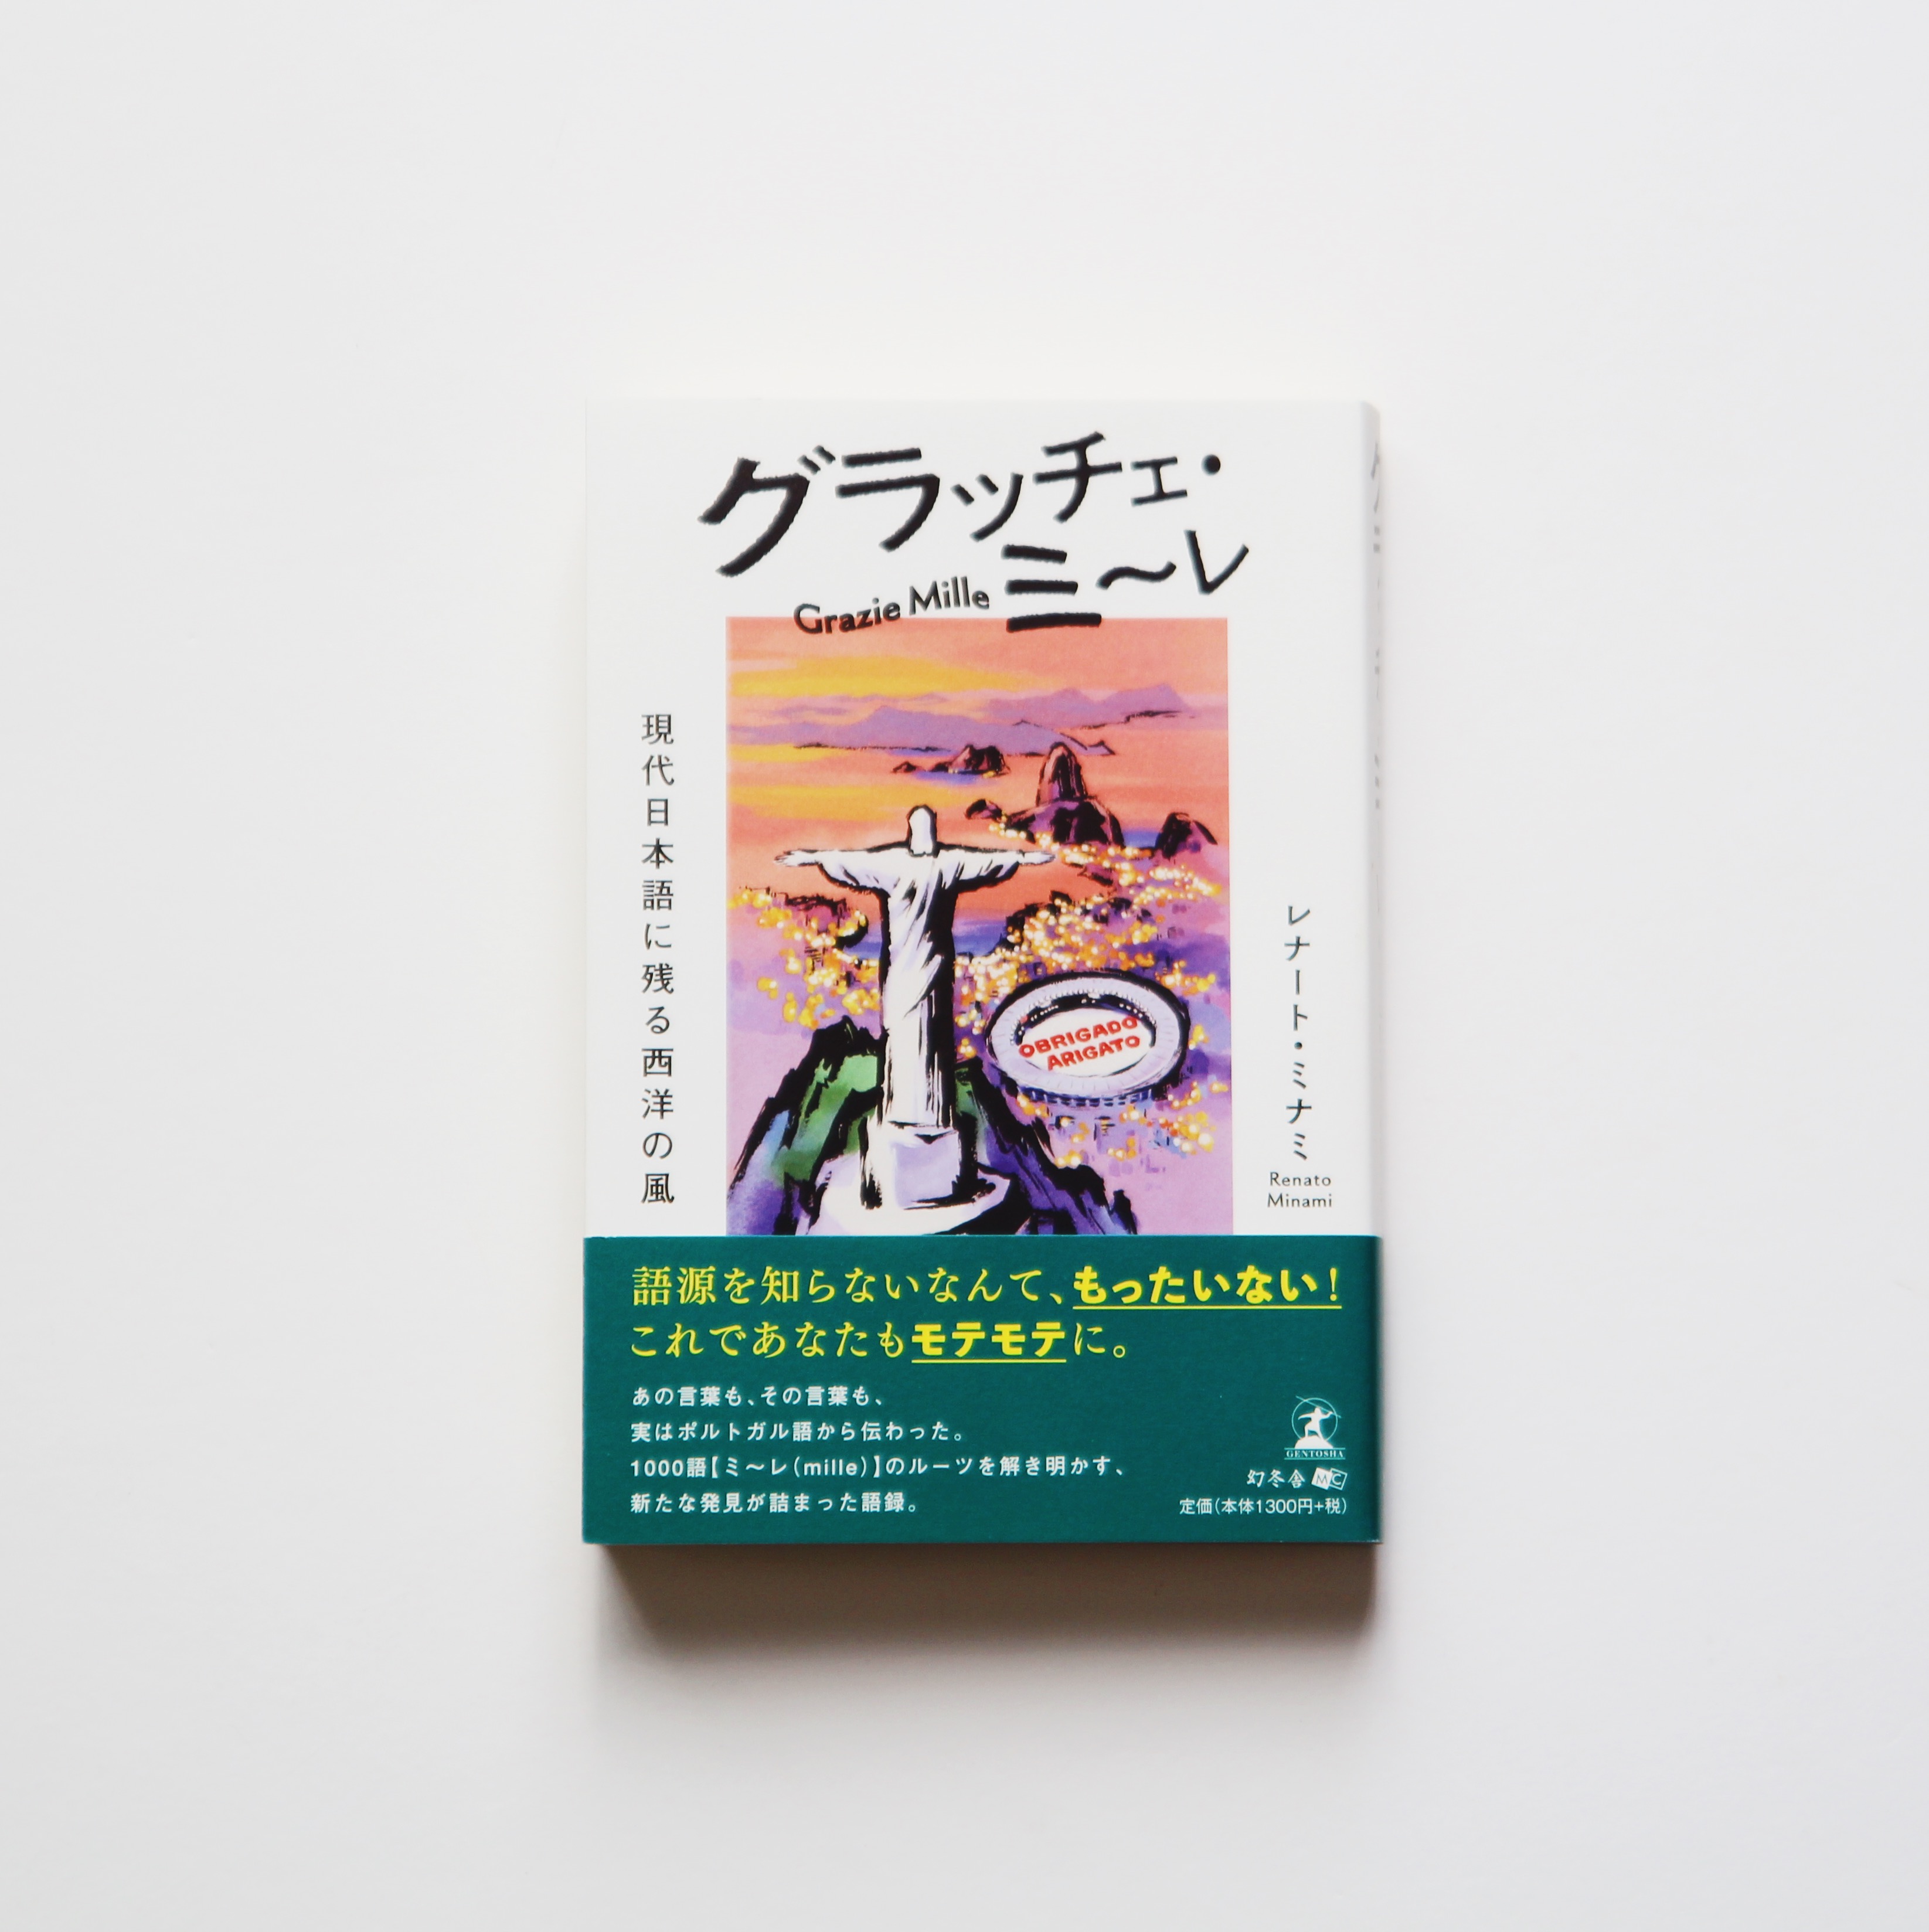 グラッチェ・
ミ〜レ
Grazie Mille
現代日本語に残る西洋の風
OBRIGADO
ARIGATO
レナート・ミナミ
Renato
Minami
語源を知らないなんて、もったいない！
これであなたもモテモテに。
あの言葉も、その言葉も、
実はポルトガル語から伝わった。
1000語【ミ〜レ（mille）】のルーツを解き明かす、
新たな発見が詰まった語録。
GENTOSHA
幻冬舎 MC
定価（本体1300円+税）